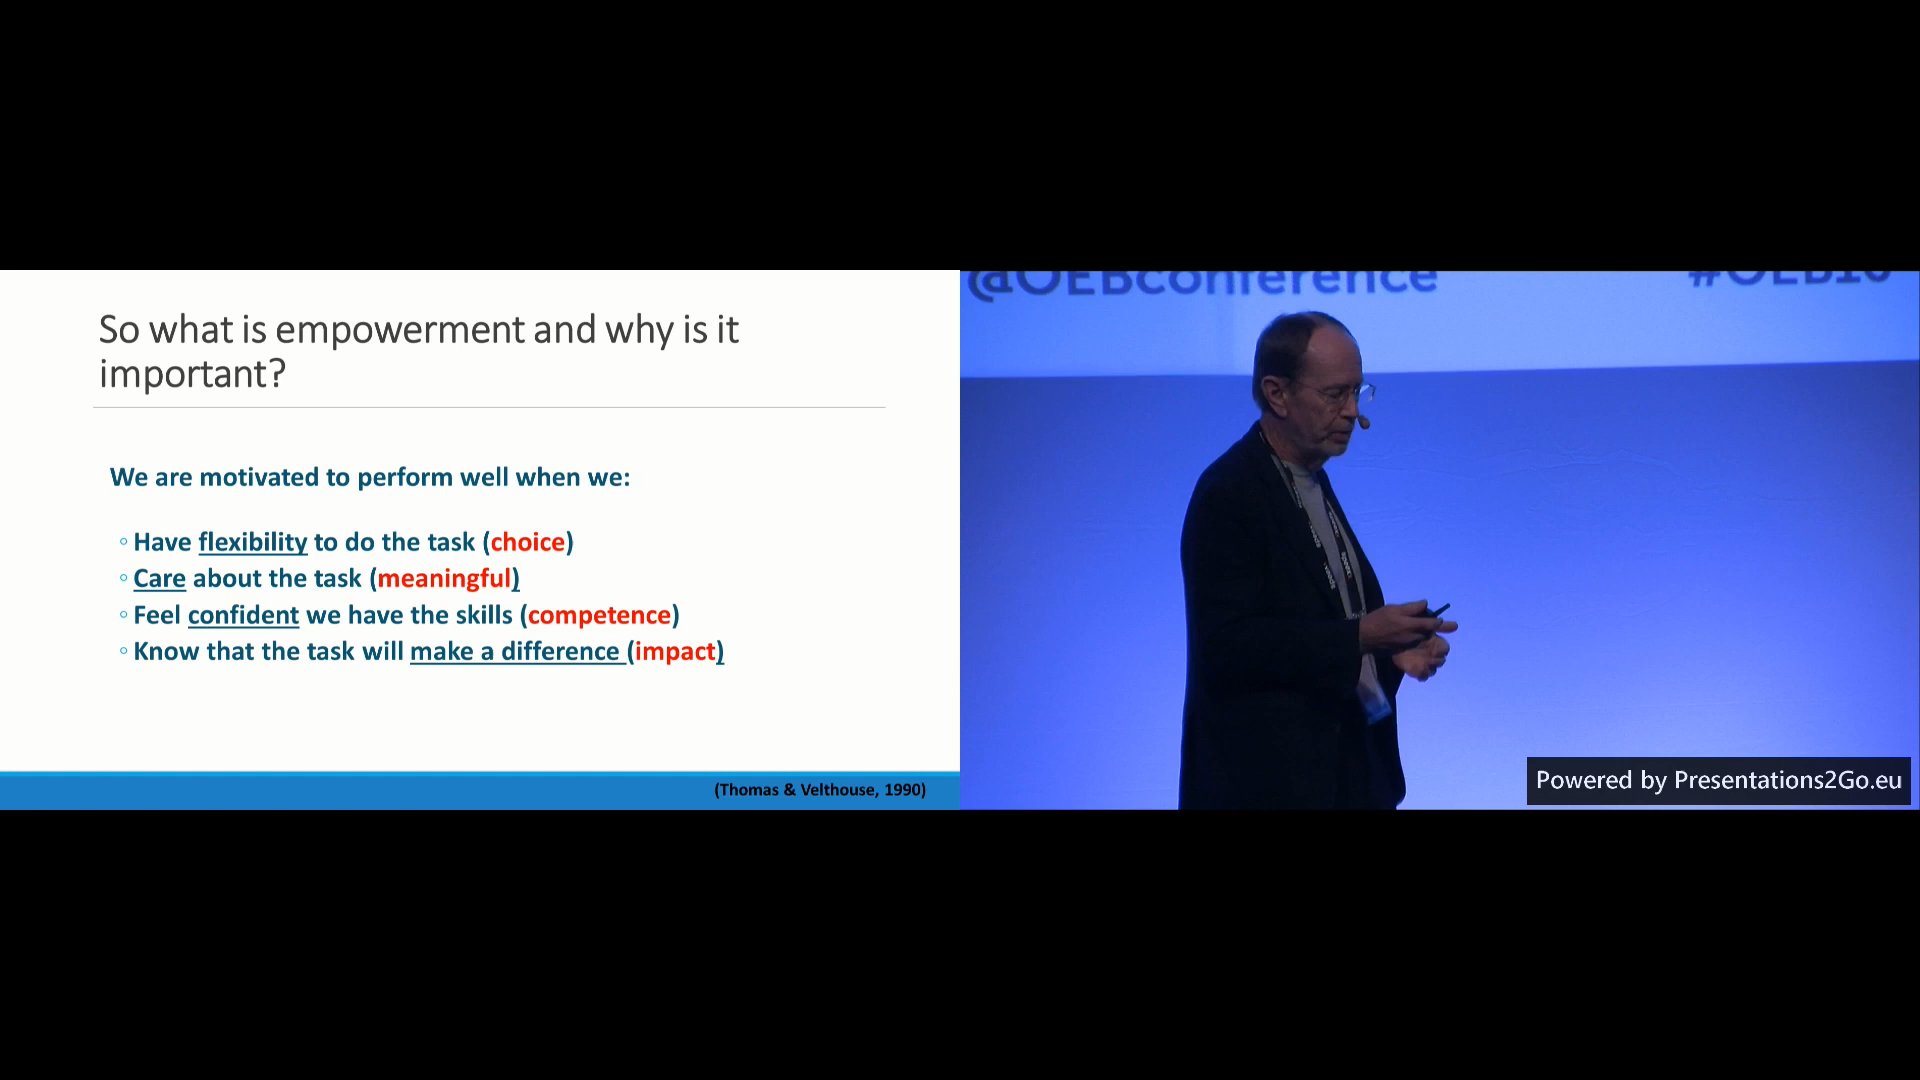 So what is empowerment and why is it
important?
We are motivated to perform well when we:
◦ Have flexibility to do the task (choice)
◦ Care about the task (meaningful)
◦ Feel confident we have the skills (competence)
◦ Know that the task will make a difference (impact)
(Thomas & Velthouse, 1990)
@OEBconference
Powered by Presentations2Go.eu